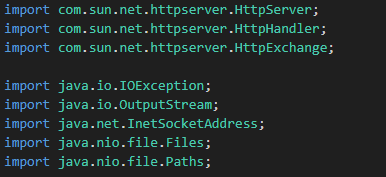 import com.sun.net.httpserver.HttpServer;
import com.sun.net.httpserver.HttpHandler;
import com.sun.net.httpserver.HttpExchange;
import java.io.IOException;
import java.io.OutputStream;
import java.net.InetSocketAddress;
import java.nio.file.Files;
import java.nio.file.Paths;